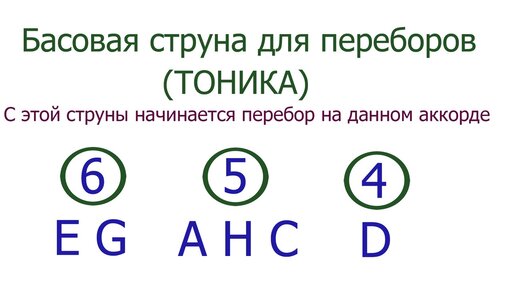 Басовая струна для переборов
(ТОНИКА)
С этой струны начинается перебор на данном аккорде
6 5 4
E G A H C D